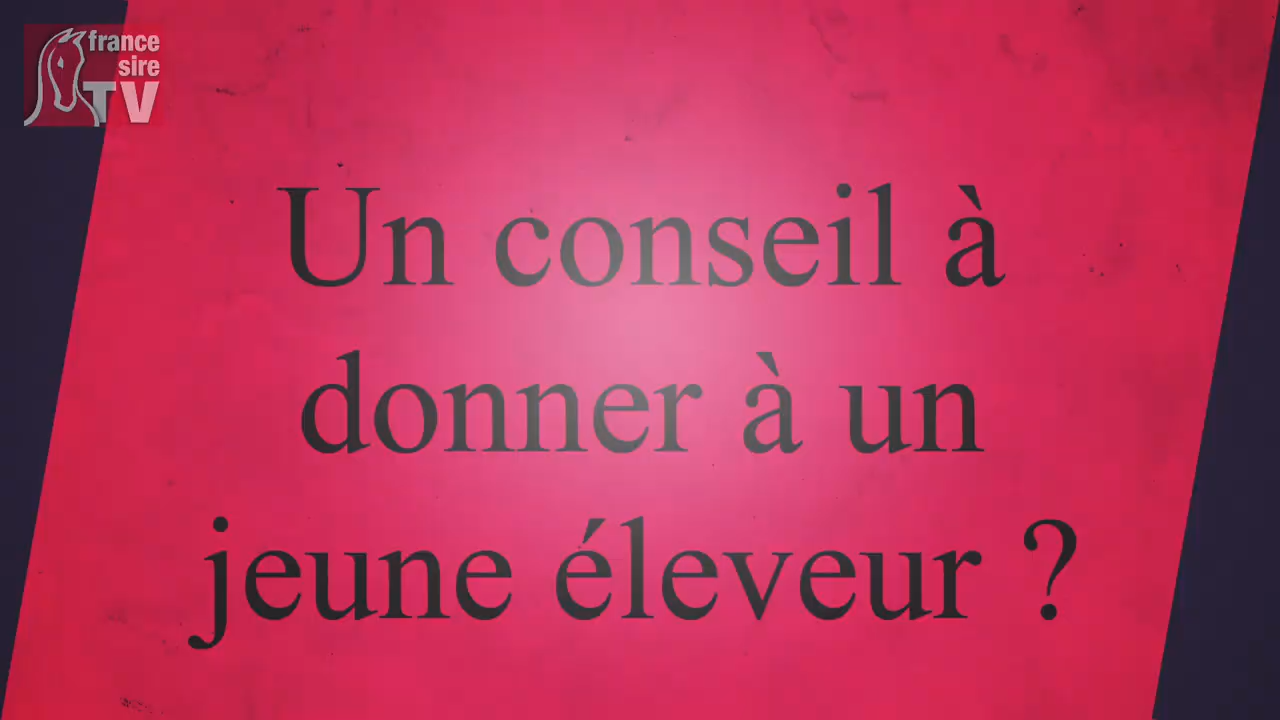 france
sire
TV
Un conseil à
donner à un
jeune éleveur ?